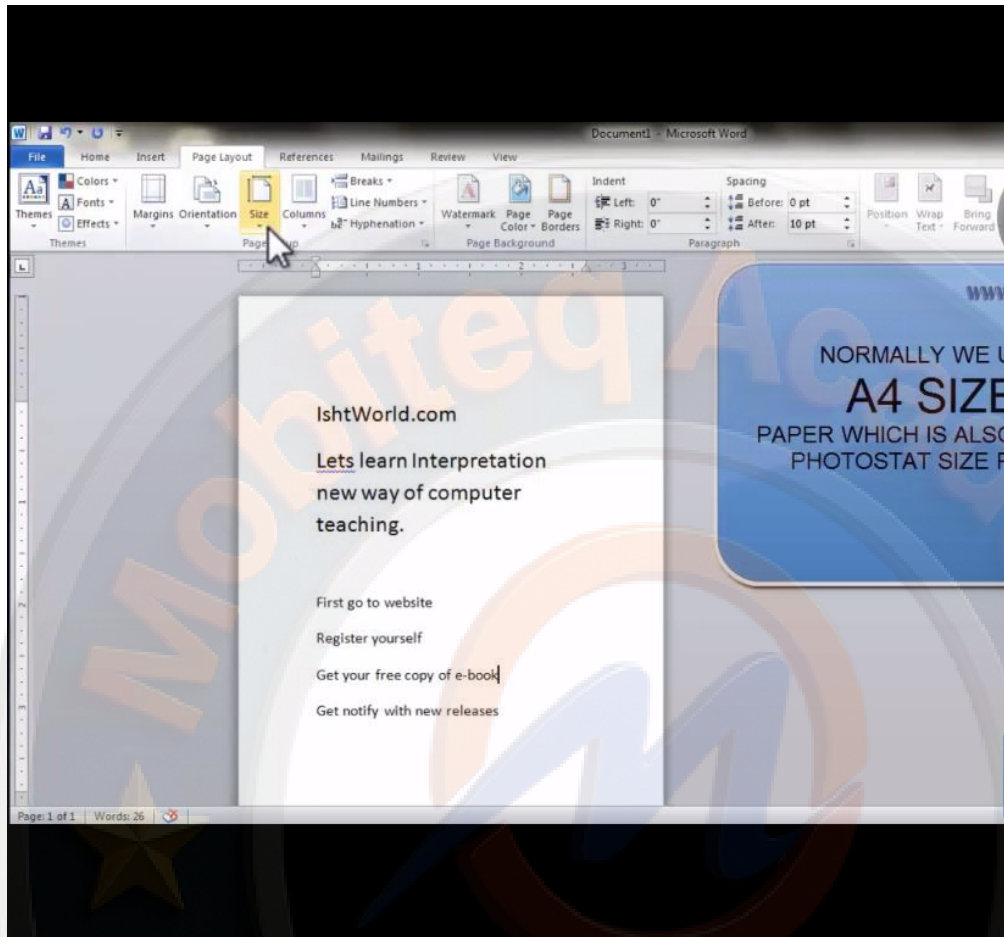 Document1 - Microsoft Word
File Home Insert Page Layout References Mailings Review View
Themes
Colors
Fonts
Effects
Themes
Margins Orientation Size Columns
Breaks
Line Numbers
Hyphenation
Page
Watermark Page Color Page Borders
Page Background
Indent
Left: 0"
Right: 0"
Spacing
Before: 0 pt
After: 10 pt
Paragraph
Position Wrap Text Bring Forward
www
NORMALLY WE
A4 SIZE
PAPER WHICH IS ALSO
PHOTOSTAT SIZE
IshtWorld.com
Lets learn Interpretation
new way of computer
teaching.
First go to website
Register yourself
Get your free copy of e-book
Get notify with new releases
Page: 1 of 1 Words: 26
Mobiteq Ac